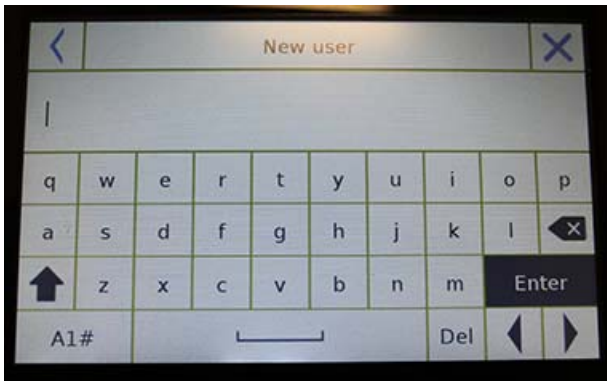 New user
q w e r t y u i o p
a s d f g h j k l
z x c v b n m Enter
A1# Del